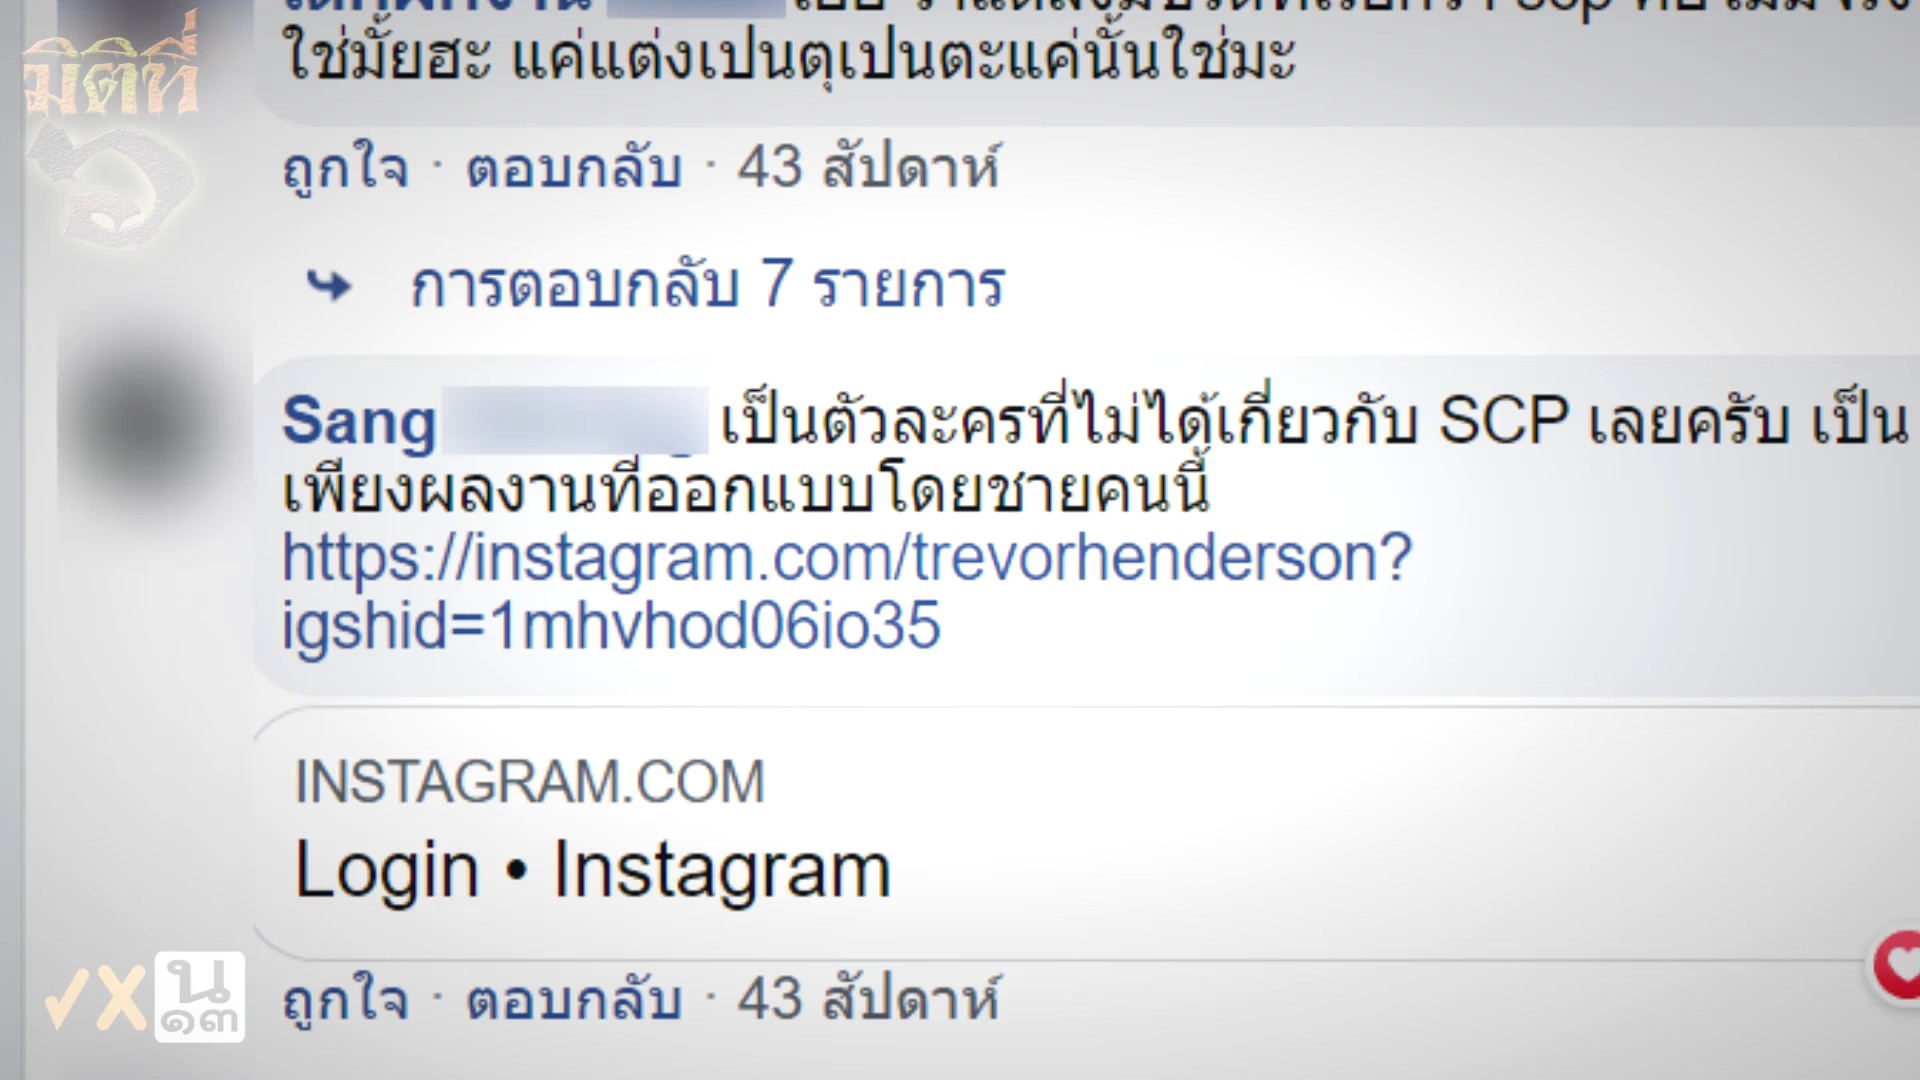 มิติที่
๖
ใช่มั้ยฮะ แค่แต่งเปนตุเปนตะแค่นั้นใช่มะ
ถูกใจ · ตอบกลับ · 43 สัปดาห์
การตอบกลับ 7 รายการ
Sang เป็นตัวละครที่ไม่ได้เกี่ยวกับ SCP เลยครับ เป็น
เพียงผลงานที่ออกแบบโดยชายคนนี้
https://instagram.com/trevorhenderson?
igshid=1mhvhod06io35
INSTAGRAM.COM
Login • Instagram
ถูกใจ · ตอบกลับ · 43 สัปดาห์
✓X น
๑๓